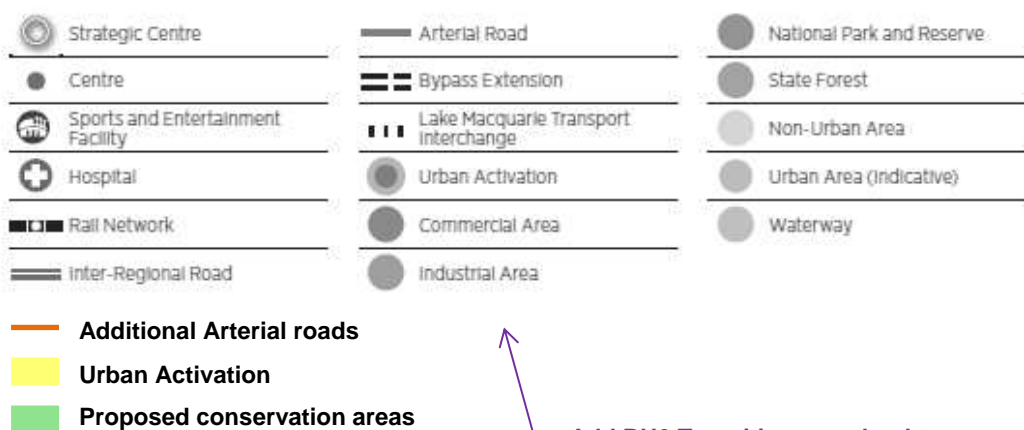 Strategic Centre
Centre
Sports and Entertainment
Facility
Hospital
Rail Network
Inter-Regional Road
Arterial Road
Bypass Extension
Lake Macquarie Transport
Interchange
Urban Activation
Commercial Area
Industrial Area
National Park and Reserve
State Forest
Non-Urban Area
Urban Area (Indicative)
Waterway
Additional Arterial roads
Urban Activation
Proposed conservation areas